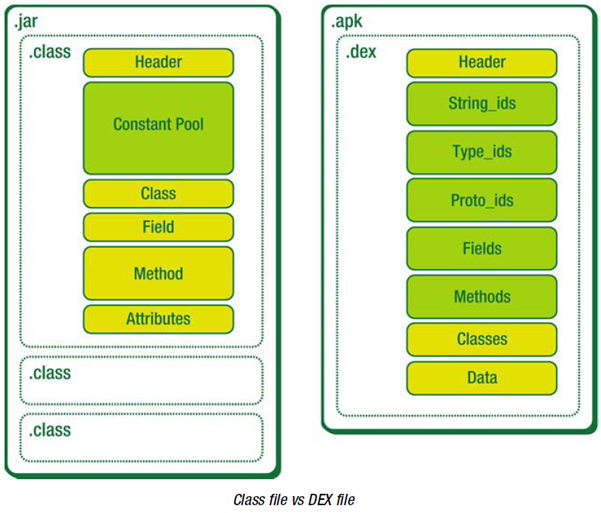 .jar
.class
Header
Constant Pool
Class
Field
Method
Attributes
.class
.class
.apk
.dex
Header
String_ids
Type_ids
Proto_ids
Fields
Methods
Classes
Data
Class file vs DEX file